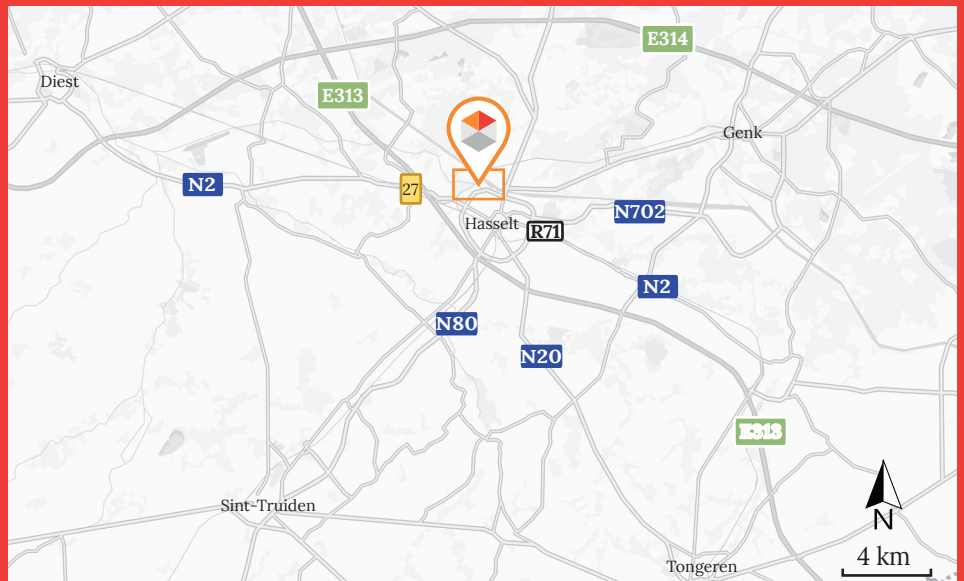 E314
Diest
E313
Genk
N2
27
N702
Hasselt
R71
N2
N80
N20
E313
Sint-Truiden
N
4 km
Tongeren